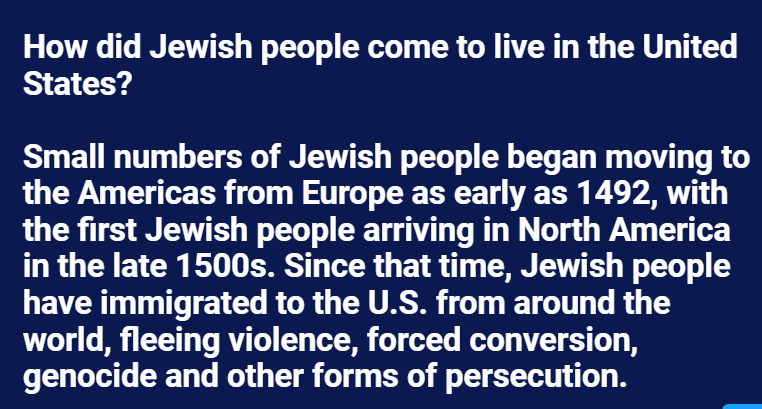 How did Jewish people come to live in the United
States?
Small numbers of Jewish people began moving to
the Americas from Europe as early as 1492, with
the first Jewish people arriving in North America
in the late 1500s. Since that time, Jewish people
have immigrated to the U.S. from around the
world, fleeing violence, forced conversion,
genocide and other forms of persecution.